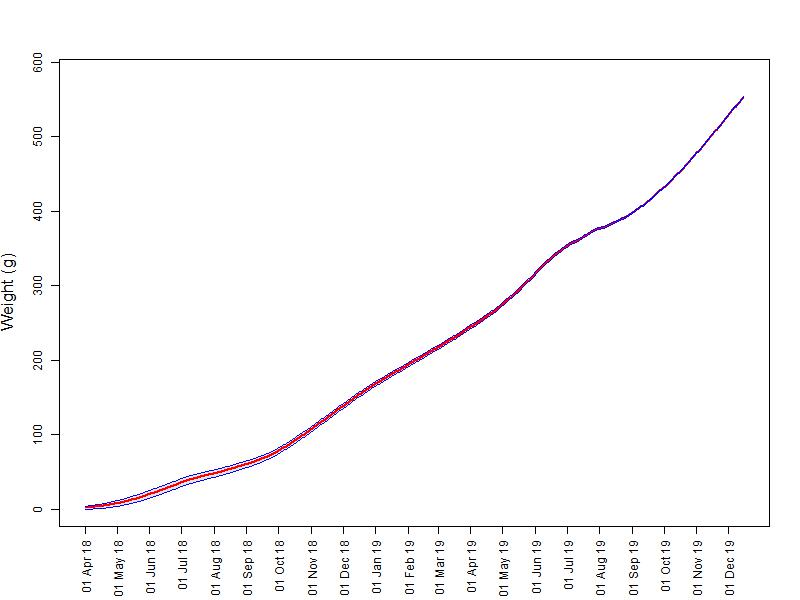 Weight (g)
600
500
400
300
200
100
0
01 Apr 18
01 May 18
01 Jun 18
01 Jul 18
01 Aug 18
01 Sep 18
01 Oct 18
01 Nov 18
01 Dec 18
01 Jan 19
01 Feb 19
01 Mar 19
01 Apr 19
01 May 19
01 Jun 19
01 Jul 19
01 Aug 19
01 Sep 19
01 Oct 19
01 Nov 19
01 Dec 19